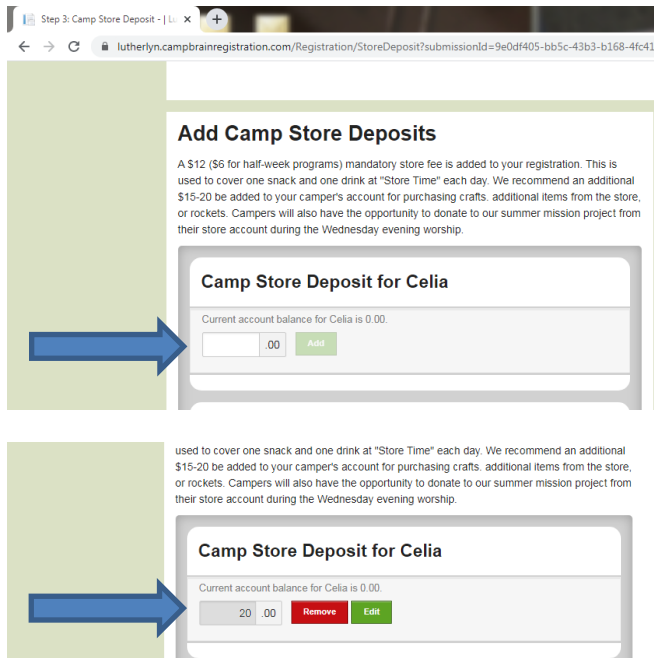 Step 3: Camp Store Deposit - | Lu
lutherlyn.campbrainregistration.com/Registration/StoreDeposit?submissionId=9e0df405-bb5c-43b3-b168-4fc41
Add Camp Store Deposits
A $12 ($6 for half-week programs) mandatory store fee is added to your registration. This is
used to cover one snack and one drink at "Store Time" each day. We recommend an additional
$15-20 be added to your camper's account for purchasing crafts. additional items from the store,
or rockets. Campers will also have the opportunity to donate to our summer mission project from
their store account during the Wednesday evening worship.
Camp Store Deposit for Celia
Current account balance for Celia is 0.00.
.00 Add
used to cover one snack and one drink at "Store Time" each day. We recommend an additional
$15-20 be added to your camper's account for purchasing crafts. additional items from the store,
or rockets. Campers will also have the opportunity to donate to our summer mission project from
their store account during the Wednesday evening worship.
Camp Store Deposit for Celia
Current account balance for Celia is 0.00.
20 .00 Remove Edit